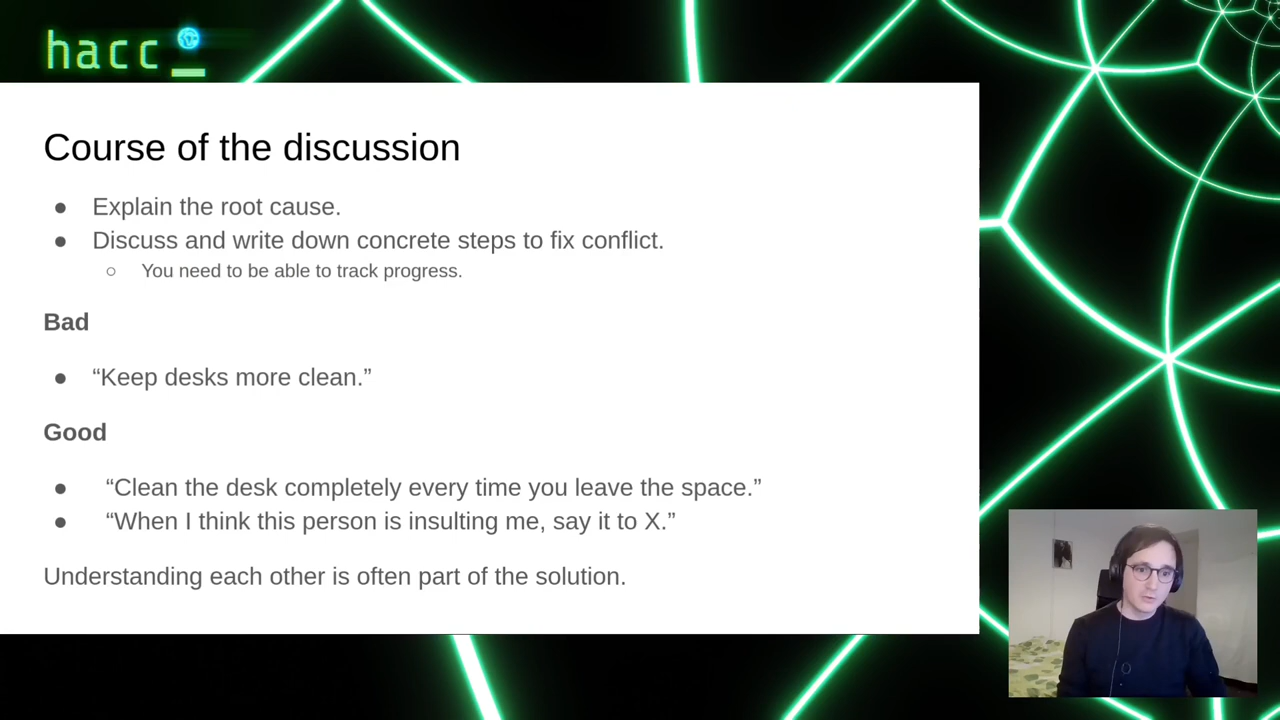 hacc_
Course of the discussion
● Explain the root cause.
● Discuss and write down concrete steps to fix conflict.
○ You need to be able to track progress.
Bad
● “Keep desks more clean.”
Good
● “Clean the desk completely every time you leave the space.”
● “When I think this person is insulting me, say it to X.”
Understanding each other is often part of the solution.